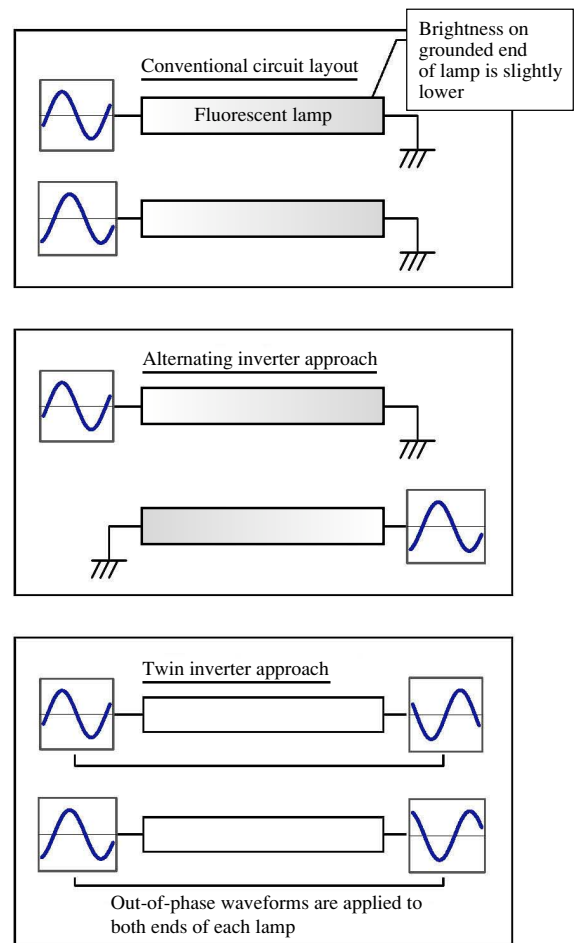 Brightness on
grounded end
of lamp is slightly
lower
Conventional circuit layout
Fluorescent lamp
Alternating inverter approach
Twin inverter approach
Out-of-phase waveforms are applied to
both ends of each lamp